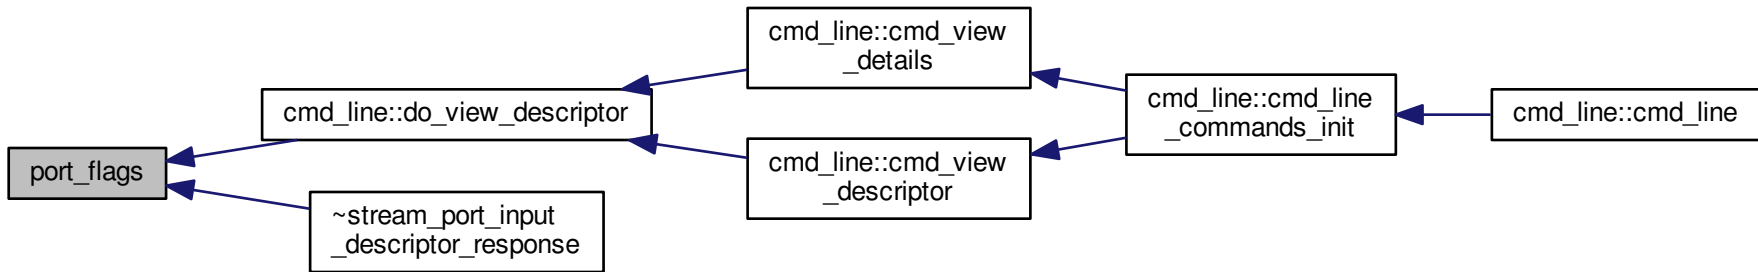 port_flags
cmd_line::do_view_descriptor
~stream_port_input
_descriptor_response
cmd_line::cmd_view
_details
cmd_line::cmd_view
_descriptor
cmd_line::cmd_line
_commands_init
cmd_line::cmd_line